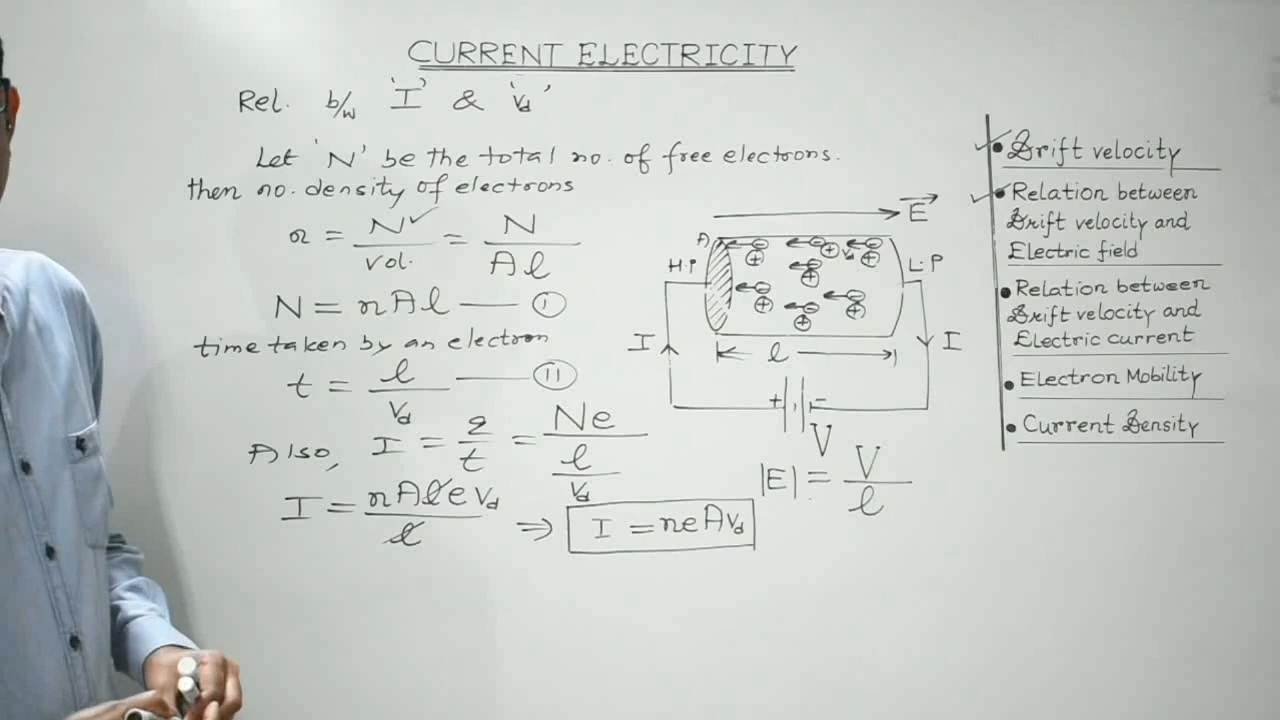 CURRENT ELECTRICITY
Rel. b/w 'I' & 'Vd'
Let 'N' be the total no. of free electrons.
then no. density of electrons
n = N/Vol. = N/Al
N = nAl — I
time taken by an electron
t = l/Vd — II
Also, I = q/t = Ne/(l/Vd)
I = nAleVd/l ⇒ I = neAVd
E
A
H.P
L.P
Vd
I
I
l
+ -
V
|E| = V/l
• Drift velocity
• Relation between
Drift velocity and
Electric field
• Relation between
Drift velocity and
Electric current
• Electron Mobility
• Current Density